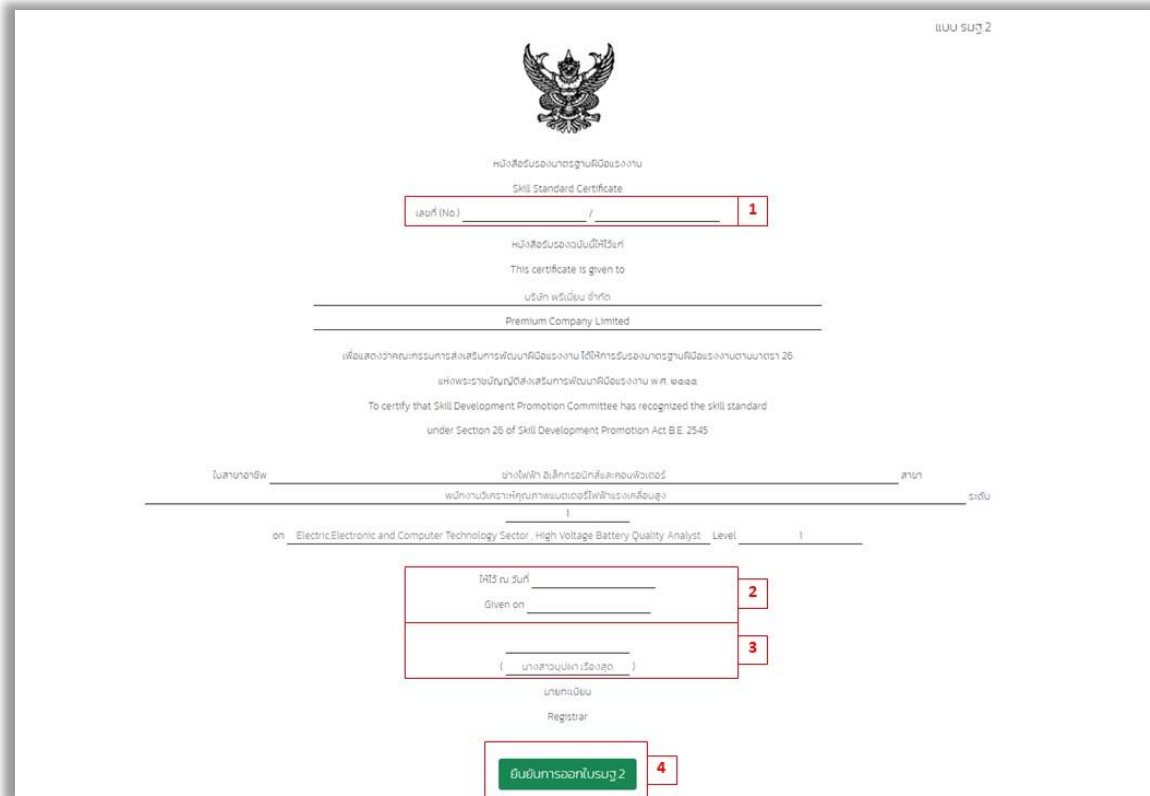 แบบ รมฐ.2
หนังสือรับรองมาตรฐานฝีมือแรงงาน
Skill Standard Certificate
เลขที่ (No.) / 1
หนังสือรับรองฉบับนี้ให้ไว้แก่
This certificate is given to
บริษัท พรีเมี่ยม จำกัด
Premium Company Limited
เพื่อแสดงว่าคณะกรรมการส่งเสริมการพัฒนาฝีมือแรงงาน ได้ให้การรับรองมาตรฐานฝีมือแรงงานตามมาตรา 26
แห่งพระราชบัญญัติส่งเสริมการพัฒนาฝีมือแรงงาน พ.ศ. ๒๕๔๕
To certify that Skill Development Promotion Committee has recognized the skill standard
under Section 26 of Skill Development Promotion Act B.E. 2545
ในสาขาอาชีพ ช่างไฟฟ้า อิเล็กทรอนิกส์และคอมพิวเตอร์ สาขา
พนักงานวิเคราะห์คุณภาพแบตเตอรี่ไฟฟ้าแรงเคลื่อนสูง ระดับ
1
on Electric,Electronic and Computer Technology Sector , High Voltage Battery Quality Analyst Level 1
ให้ไว้ ณ วันที่
2
Given on
3
( นางสาวบุปผา เรืองสุด )
นายทะเบียน
Registrar
ยืนยันการออกใบรมฐ.2 4